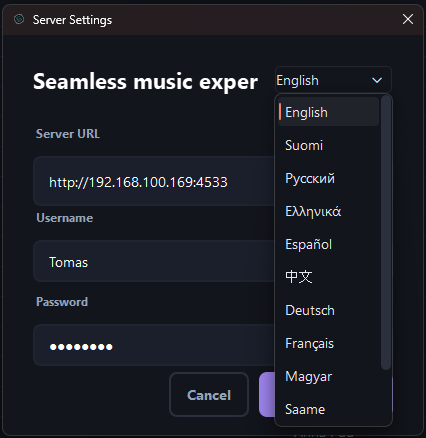 Server Settings
Seamless music exper
English
English
Suomi
Русский
Ελληνικά
Español
中文
Deutsch
Français
Magyar
Saame
Server URL
http://192.168.100.169:4533
Username
Tomas
Password
Cancel